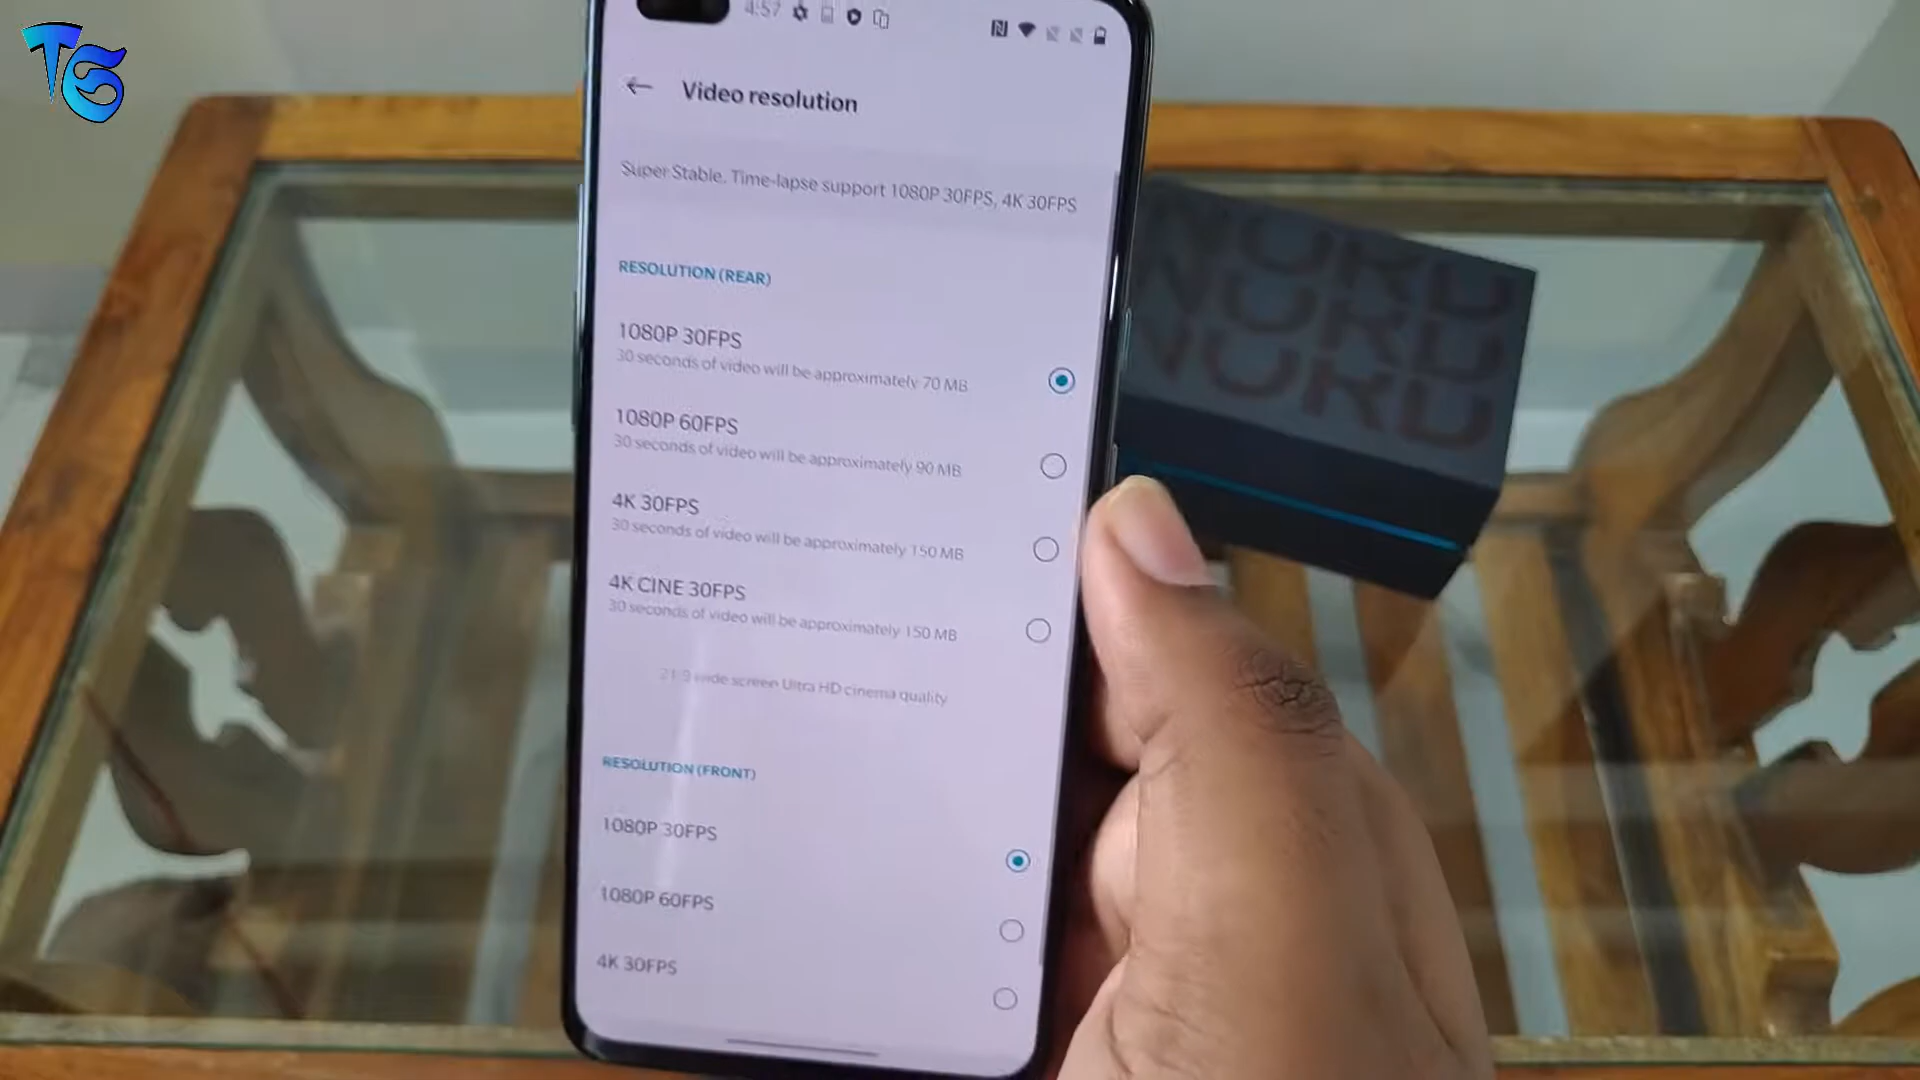 TS
4:57
Video resolution
Super Stable, Time-lapse support 1080P 30FPS, 4K 30FPS
RESOLUTION (REAR)
1080P 30FPS
30 seconds of video will be approximately 70 MB
1080P 60FPS
30 seconds of video will be approximately 90 MB
4K 30FPS
30 seconds of video will be approximately 150 MB
4K CINE 30FPS
30 seconds of video will be approximately 150 MB
21:9 wide screen Ultra HD cinema quality
RESOLUTION (FRONT)
1080P 30FPS
1080P 60FPS
4K 30FPS
NORD
NORD
NORD